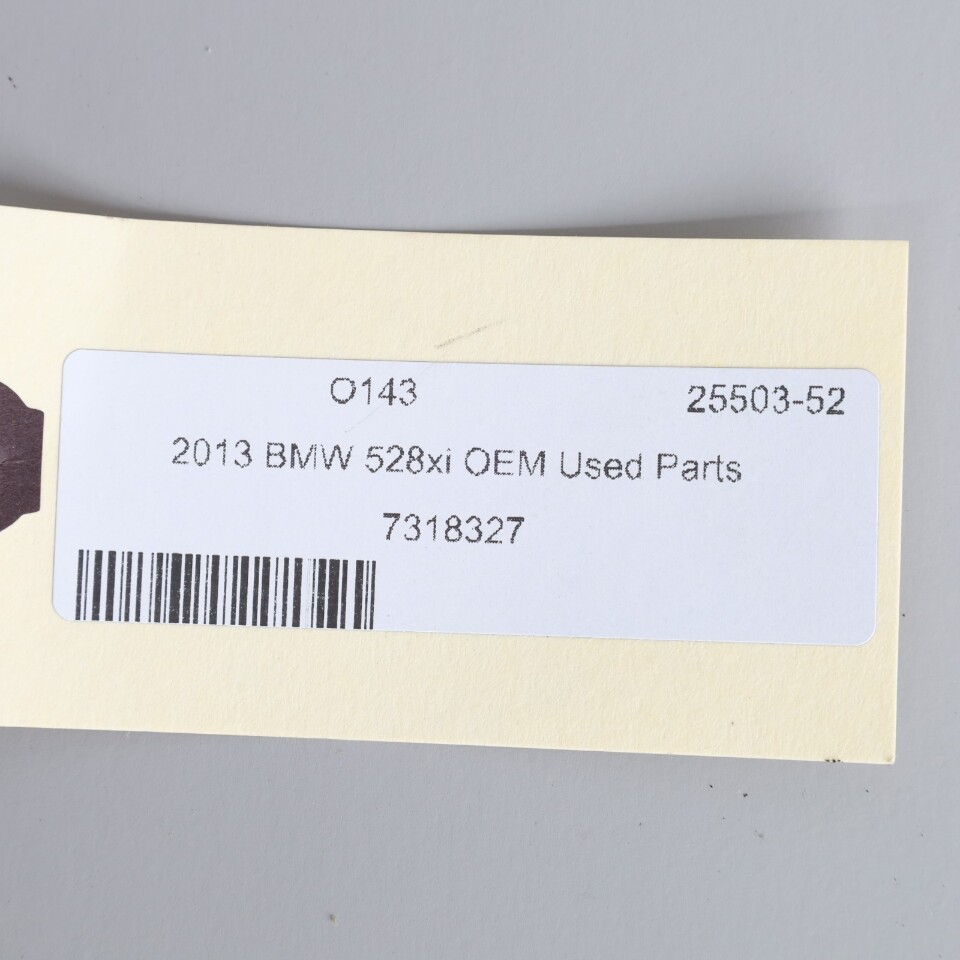 O143 25503-52
2013 BMW 528xi OEM Used Parts
7318327